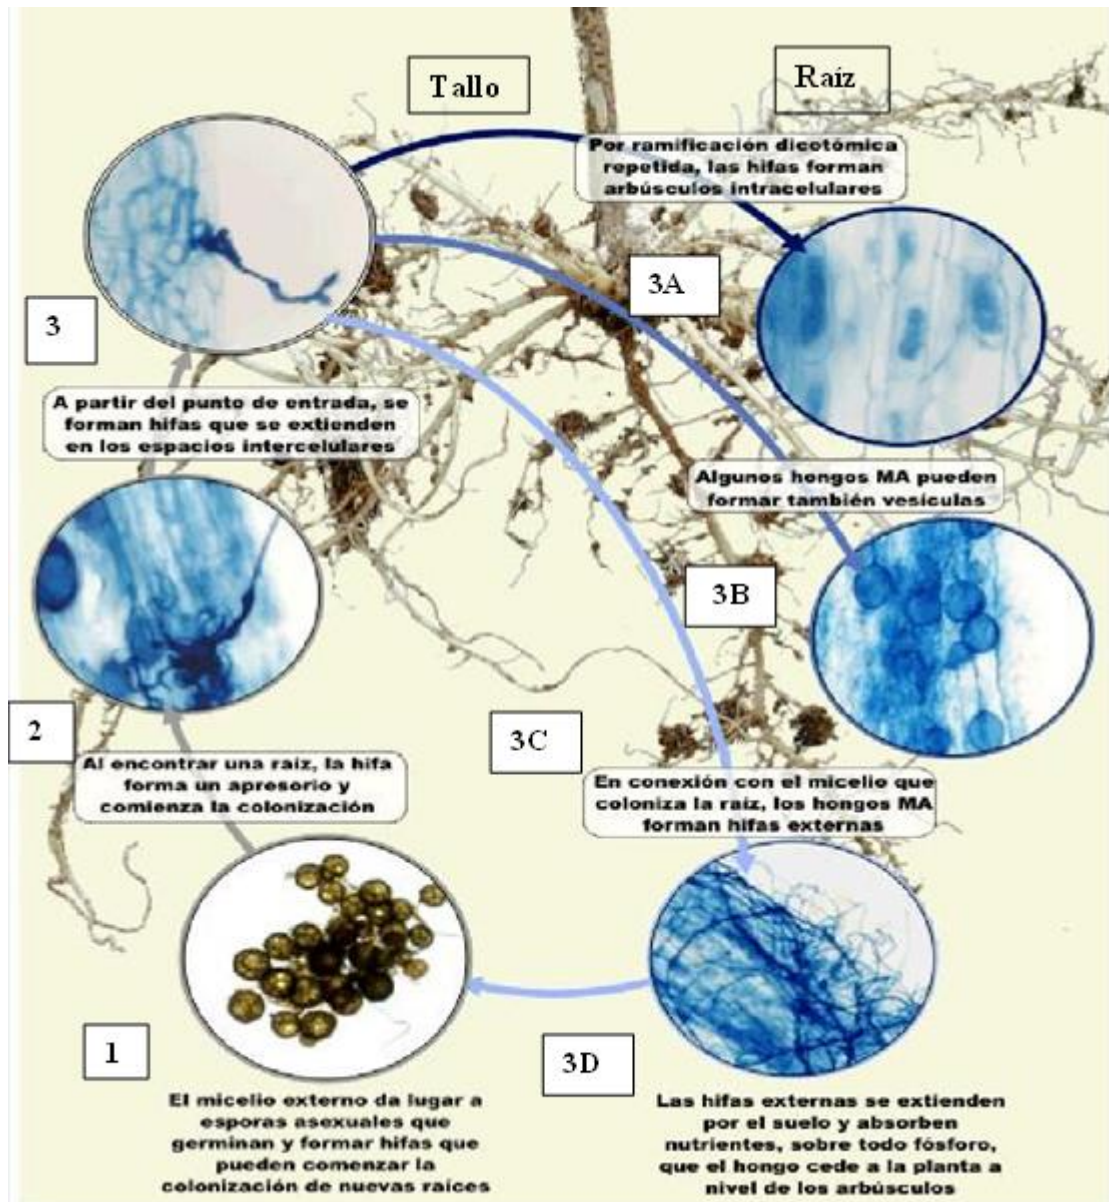 Tallo
Raíz
Por ramificación dicotómica
repetida, las hifas forman
arbúsculos intracelulares
3A
3
A partir del punto de entrada, se
forman hifas que se extienden
en los espacios intercelulares
Algunos hongos MA pueden
formar también vesículas
3B
2
Al encontrar una raíz, la hifa
forma un apresorio y
comienza la colonización
3C
En conexión con el micelio que
coloniza la raíz, los hongos MA
forman hifas externas
1
El micelio externo da lugar a
esporas asexuales que
germinan y formar hifas que
pueden comenzar la
colonización de nuevas raíces
3D
Las hifas externas se extienden
por el suelo y absorben
nutrientes, sobre todo fósforo,
que el hongo cede a la planta a
nivel de los arbúsculos